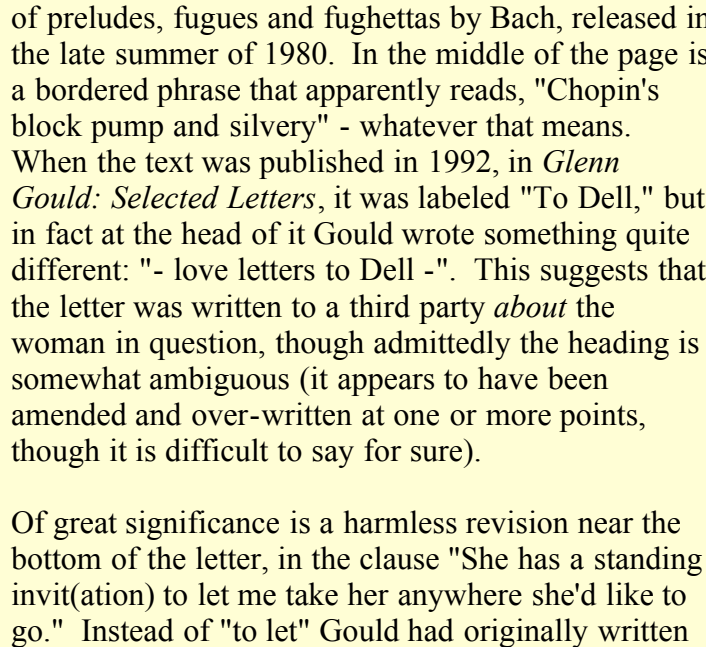 of preludes, fugues and fughettas by Bach, released in
the late summer of 1980. In the middle of the page is
a bordered phrase that apparently reads, "Chopin's
block pump and silvery" - whatever that means.
When the text was published in 1992, in Glenn
Gould: Selected Letters, it was labeled "To Dell," but
in fact at the head of it Gould wrote something quite
different: "- love letters to Dell -". This suggests that
the letter was written to a third party about the
woman in question, though admittedly the heading is
somewhat ambiguous (it appears to have been
amended and over-written at one or more points,
though it is difficult to say for sure).

Of great significance is a harmless revision near the
bottom of the letter, in the clause "She has a standing
invit(ation) to let me take her anywhere she'd like to
go." Instead of "to let" Gould had originally written